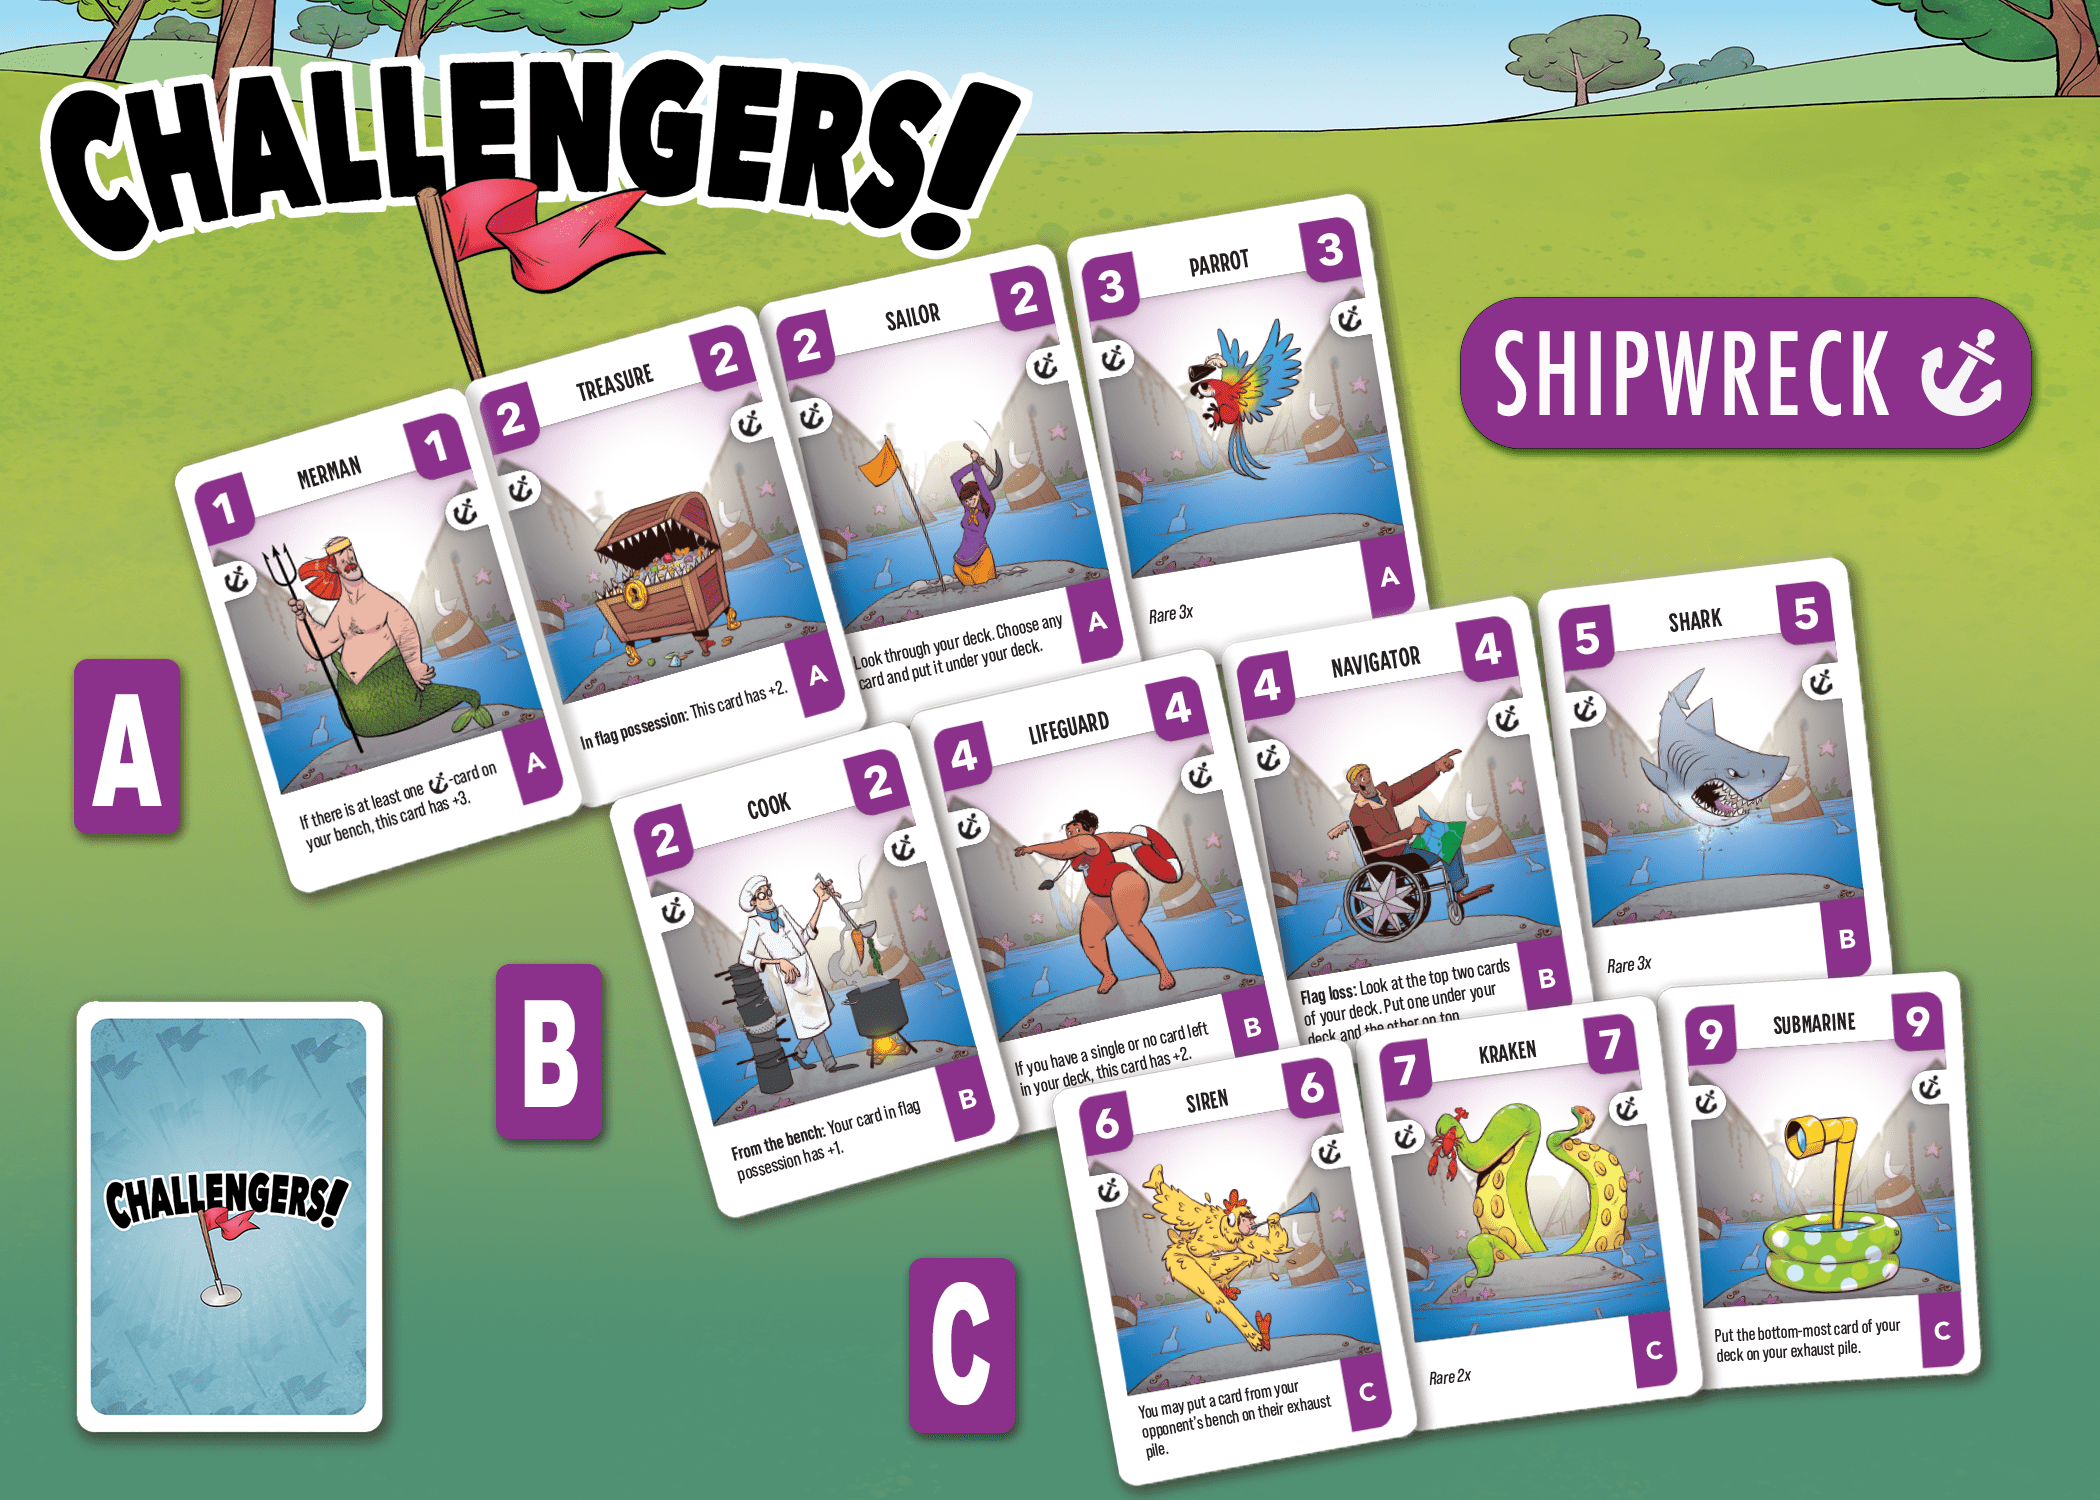 CHALLENGERS!
SHIPWRECK
A
1
MERMAN
1
If there is at least one -card on
your bench, this card has +3.
A
2
TREASURE
2
In flag possession: This card has +2.
A
2
SAILOR
2
Look through your deck. Choose any
card and put it under your deck.
A
3
PARROT
3
Rare 3x
A
B
2
COOK
2
From the bench: Your card in flag
possession has +1.
B
4
LIFEGUARD
4
If you have a single or no card left
in your deck, this card has +2.
B
4
NAVIGATOR
4
Flag loss: Look at the top two cards
of your deck. Put one under your
deck and the other on top.
B
5
SHARK
5
Rare 3x
B
C
6
SIREN
6
You may put a card from your
opponent's bench on their exhaust
pile.
C
7
KRAKEN
7
Rare 2x
C
9
SUBMARINE
9
Put the bottom-most card of your
deck on your exhaust pile.
C
CHALLENGERS!